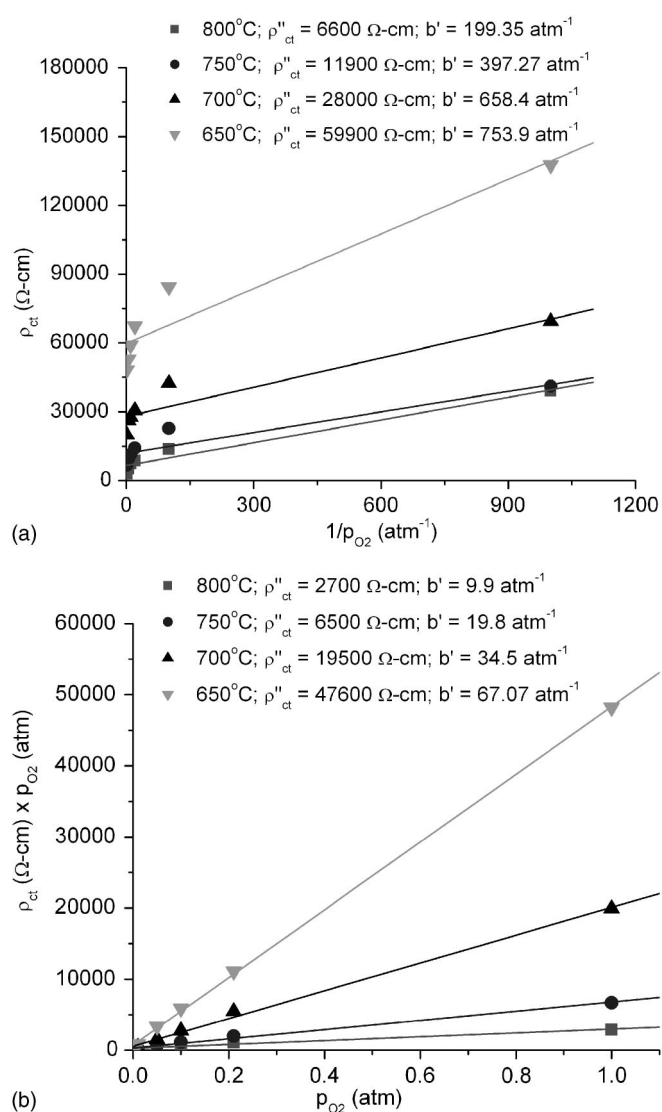 800°C; ρ"ct = 6600 Ω-cm; b' = 199.35 atm⁻¹
750°C; ρ"ct = 11900 Ω-cm; b' = 397.27 atm⁻¹
700°C; ρ"ct = 28000 Ω-cm; b' = 658.4 atm⁻¹
650°C; ρ"ct = 59900 Ω-cm; b' = 753.9 atm⁻¹
180000
150000
120000
90000
60000
30000
0
ρct (Ω-cm)
0 300 600 900 1200
1/pO2 (atm⁻¹)
(a)
800°C; ρ"ct = 2700 Ω-cm; b' = 9.9 atm⁻¹
750°C; ρ"ct = 6500 Ω-cm; b' = 19.8 atm⁻¹
700°C; ρ"ct = 19500 Ω-cm; b' = 34.5 atm⁻¹
650°C; ρ"ct = 47600 Ω-cm; b' = 67.07 atm⁻¹
60000
50000
40000
30000
20000
10000
0
ρct (Ω-cm) x pO2 (atm)
0.0 0.2 0.4 0.6 0.8 1.0
pO2 (atm)
(b)